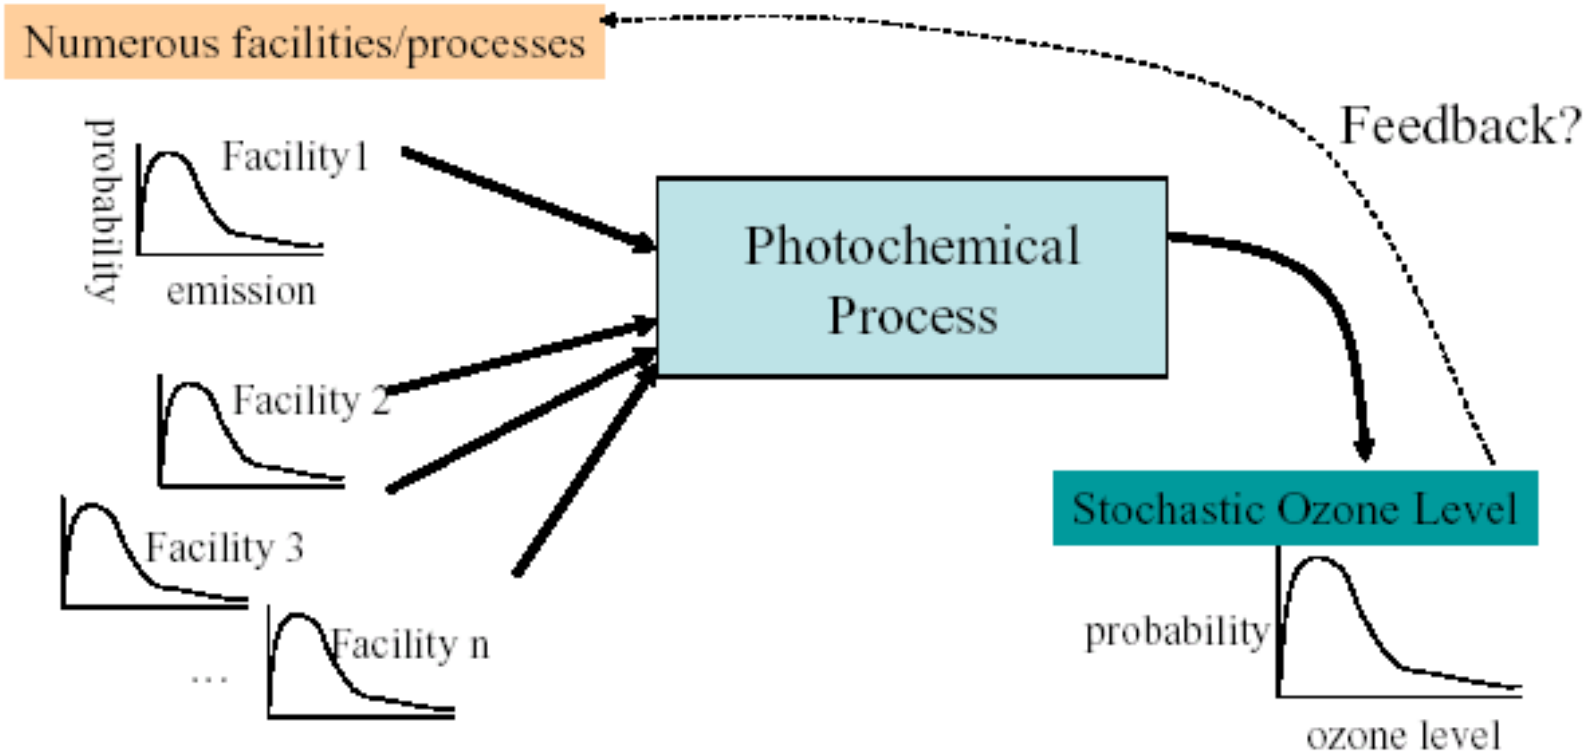 Numerous facilities/processes
Feedback?
probability
Facility1
emission
Photochemical
Process
Facility 2
Facility 3
Facility n
...
Stochastic Ozone Level
probability
ozone level